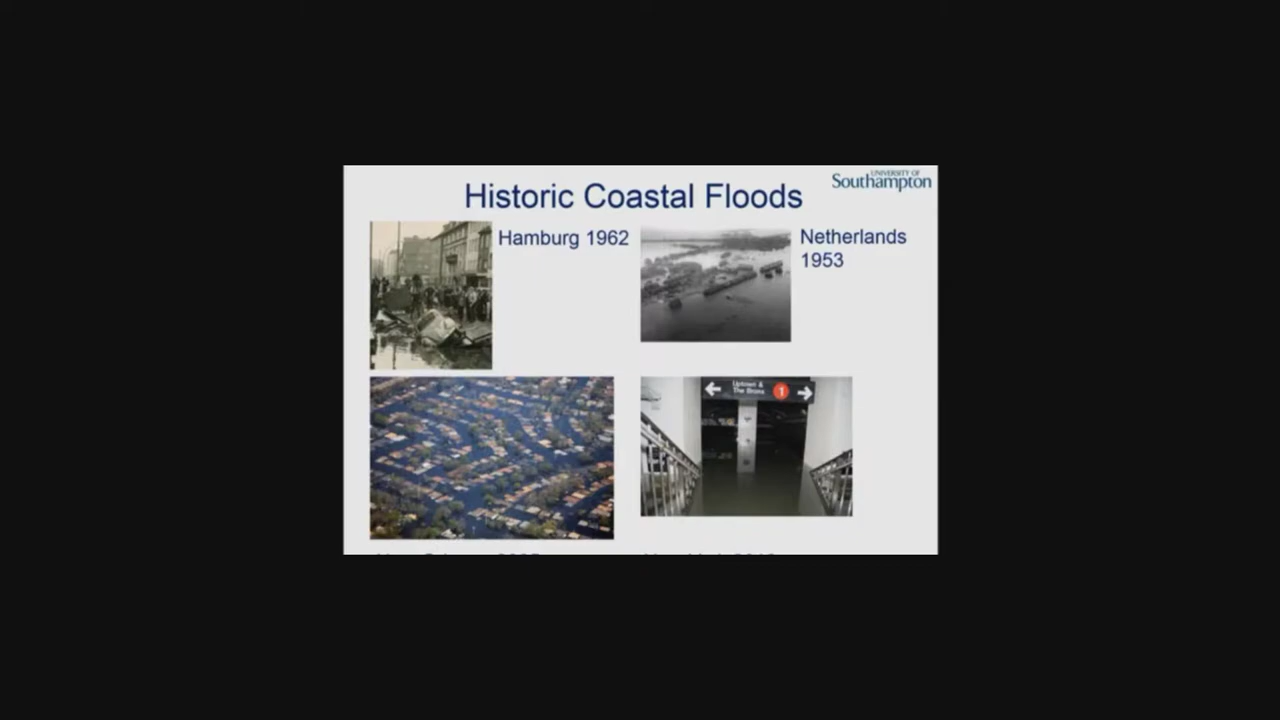 UNIVERSITY OF
Southampton
Historic Coastal Floods
Hamburg 1962
Netherlands
1953
Uptown &
The Bronx
1